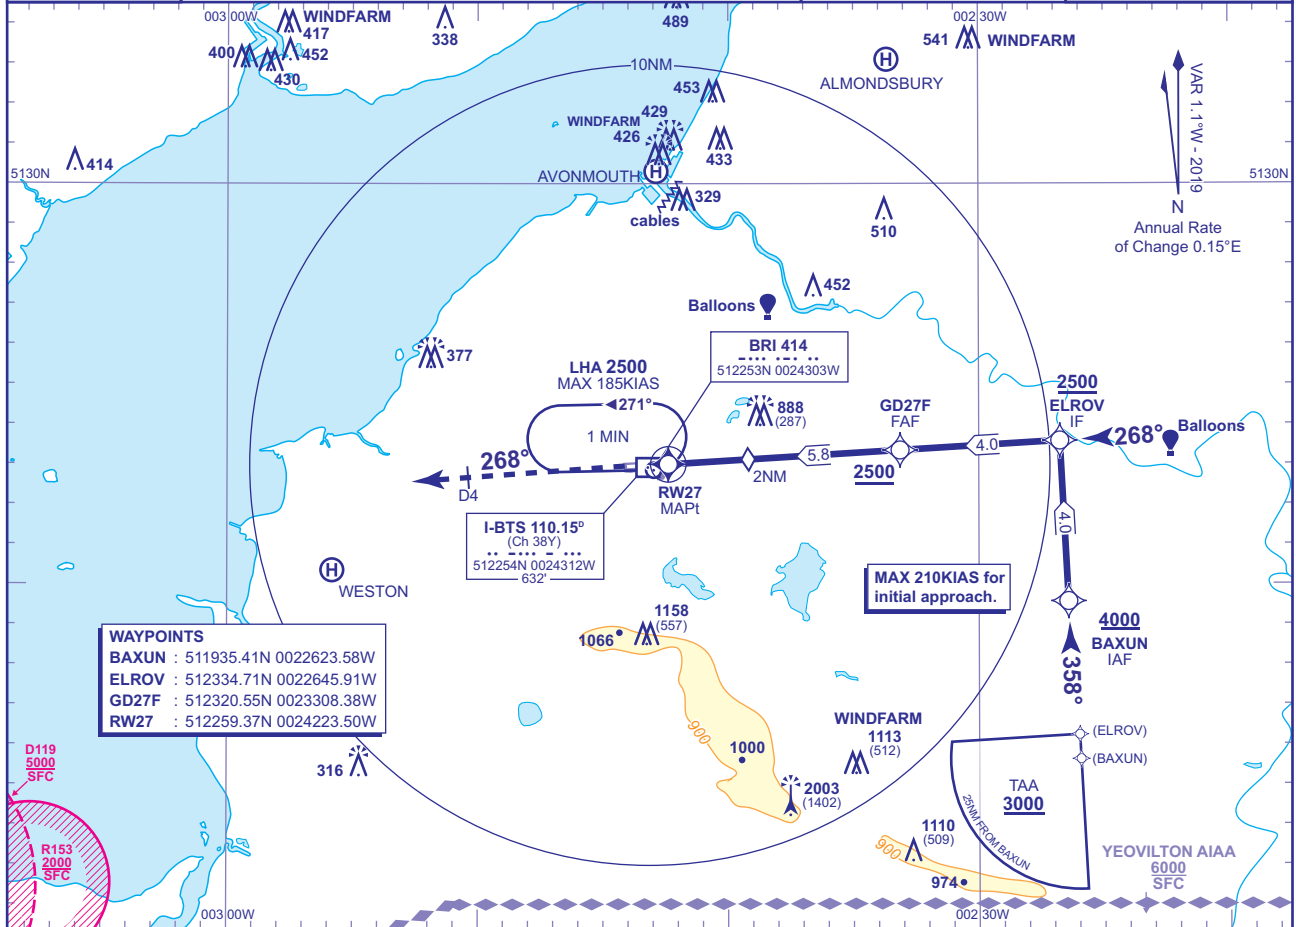 003 00W
WINDFARM
417
400
452
430
338
489
541
WINDFARM
002 30W
10NM
ALMONDSBURY
H
453
429
WINDFARM
426
433
414
5130N
AVONMOUTH
H
329
cables
510
5130N
VAR 1.1°W - 2019
N
Annual Rate
of Change 0.15°E
452
Balloons
BRI 414
512253N 0024303W
377
LHA 2500
MAX 185KIAS
271°
1 MIN
888
(287)
GD27F
FAF
2500
ELROV
IF
268°
Balloons
268°
D4
5.8
4.0
2NM
2500
RW27
MAPt
4.0
I-BTS 110.15ᴰ
(Ch 38Y)
512254N 0024312W
632'
H
WESTON
MAX 210KIAS for
initial approach.
4000
BAXUN
IAF
358°
1158
(557)
1066
WAYPOINTS
BAXUN : 511935.41N 0022623.58W
ELROV : 512334.71N 0022645.91W
GD27F : 512320.55N 0023308.38W
RW27 : 512259.37N 0024223.50W
900
1000
WINDFARM
1113
(512)
316
2003
(1402)
(ELROV)
(BAXUN)
TAA
3000
25NM FROM BAXUN
D119
5000
SFC
R153
2000
SFC
1110
(509)
900
974
YEOVILTON AIAA
6000
SFC
003 00W
002 30W